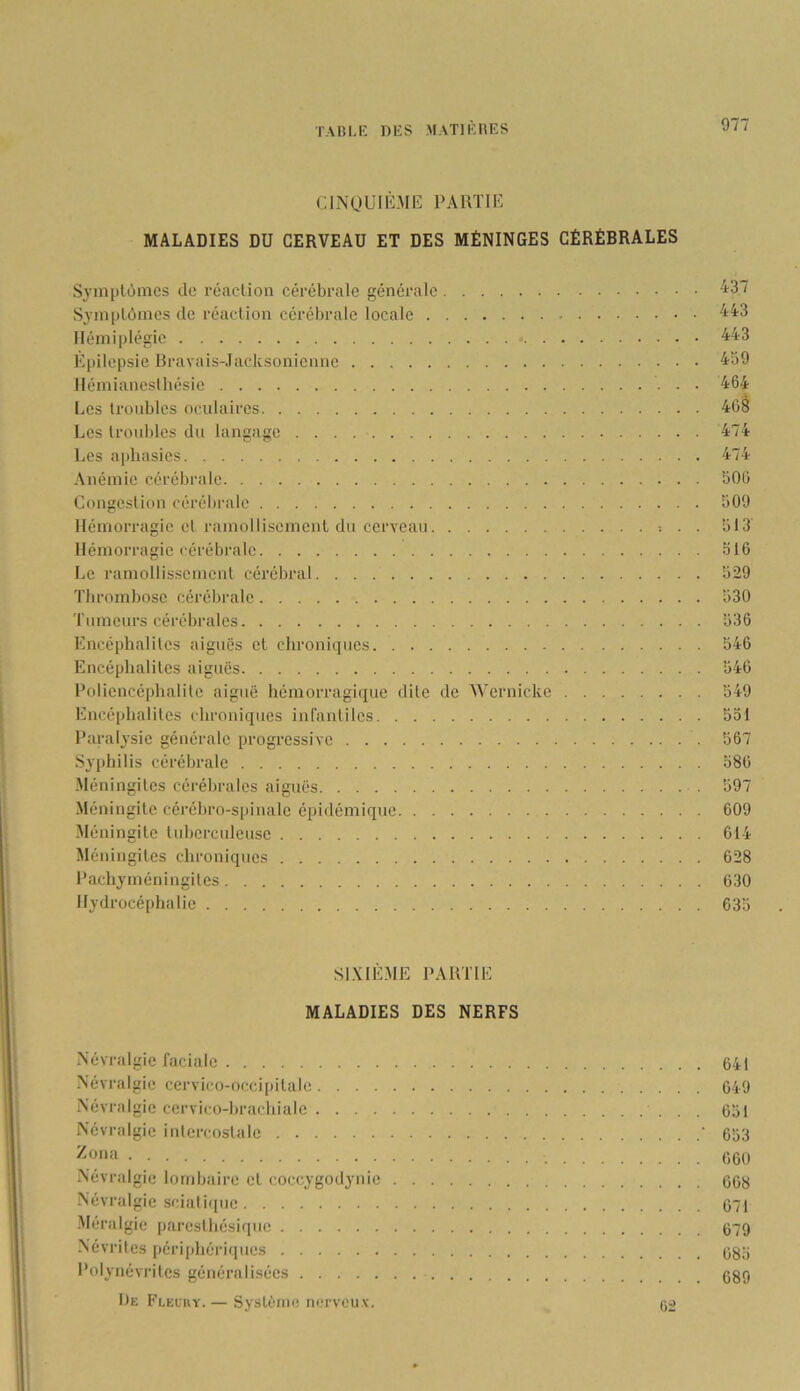 TABLE DES MATIÈRES 977
CINQUIÈME PARTIE
MALADIES DU CERVEAU ET DES MÉNINGES CÉRÉBRALES
Symptômes de réaction cérébrale générale 437
Symptômes de réaction cérébrale locale 443
Hémiplégie 443
Épilepsie Bravais-Jacksonienne 459
Hémianesthésie 464
Les troubles oculaires 468
Les troubles du langage 474
Les aphasies 474
Anémie cérébrale 506
Congestion cérébrale 509
Hémorragie et ramollisement du cerveau 513
Hémorragie cérébrale 516
Le ramollissement cérébral 529
Thrombose cérébrale 530
Tumeurs cérébrales 536
Encéphalites aiguës et chroniques 546
Encéphalites aiguës 546
Poliencéphalite aiguë hémorragique dite de Wernicke 549
Encéphalites chroniques infantiles 551
Paralysie générale progressive 567
Syphilis cérébrale 586
Méningites cérébrales aiguës 597
Méningite cérébro-spinale épidémique 609
Méningite tuberculeuse 614
Méningites chroniques 628
Pachyméningites 630
Hydrocéphalie 635
SIXIÈME PARTIE
MALADIES DES NERFS
Névralgie faciale 641
Névralgie cervico-occipitale 649
Névralgie cervico-brachiale 651
Névralgie intercostale 653
Zona 660
Névralgie lombaire et coccygodynie 668
Névralgie sciatique 671
Méralgie paresthésique 679
Névrites périphériques 685
Polynévrites généralisées 689
De Fleury. — Système nerveux. 62